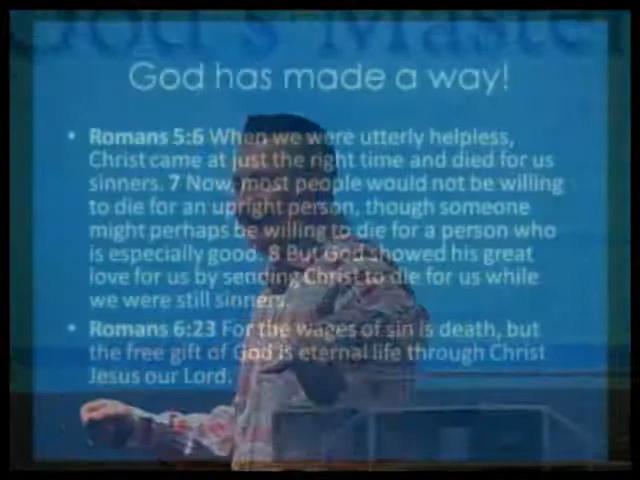 God's Master
God has made a way!
• Romans 5:6 When we were utterly helpless,
Christ came at just the right time and died for us
sinners. 7 Now, most people would not be willing
to die for an upright person, though someone
might perhaps be willing to die for a person who
is especially good. 8 But God showed his great
love for us by sending Christ to die for us while
we were still sinners.
• Romans 6:23 For the wages of sin is death, but
the free gift of God is eternal life through Christ
Jesus our Lord.